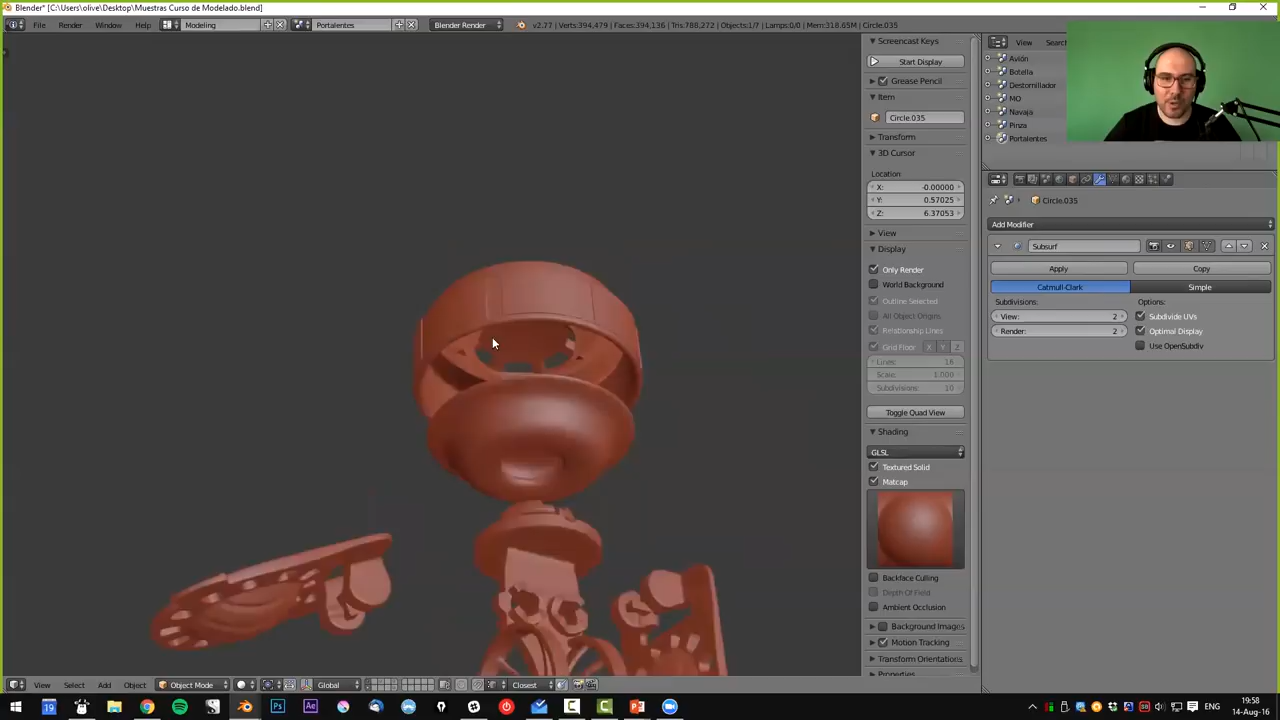 Blender* [C:\Users\olive\Desktop\Muestras Curso de Modelado.blend]
File Render Window Help Modeling Portalentes Blender Render v2.77 | Verts:394,479 | Faces:394,136 | Tris:788,272 | Objects:1/7 | Lamps:0/0 | Mem:318.65M | Circle.035
Screencast Keys
Start Display
Grease Pencil
Item
Circle.035
Transform
3D Cursor
Location
X: -0.00000
Y: 0.57025
Z: 6.37053
View
Display
Only Render
World Background
Outline Selected
All Object Origins
Relationship Lines
Grid Floor X Y Z
Lines: 16
Scale: 1.000
Subdivisions: 10
Toggle Quad View
Shading
GLSL
Textured Solid
Matcap
Backface Culling
Depth Of Field
Ambient Occlusion
Background Images
Motion Tracking
Transform Orientations
Properties
View Search
Avión
Botella
Destornillador
MO
Navaja
Pinza
Portalentes
Circle.035
Add Modifier
Subsurf
Apply Copy
Catmull-Clark Simple
Subdivisions: Options:
View: 2 Subdivide UVs
Render: 2 Optimal Display
Use OpenSubdiv
View Select Add Object Object Mode Global Closest
19 Ps Ae ENG 19:58
14-Aug-16